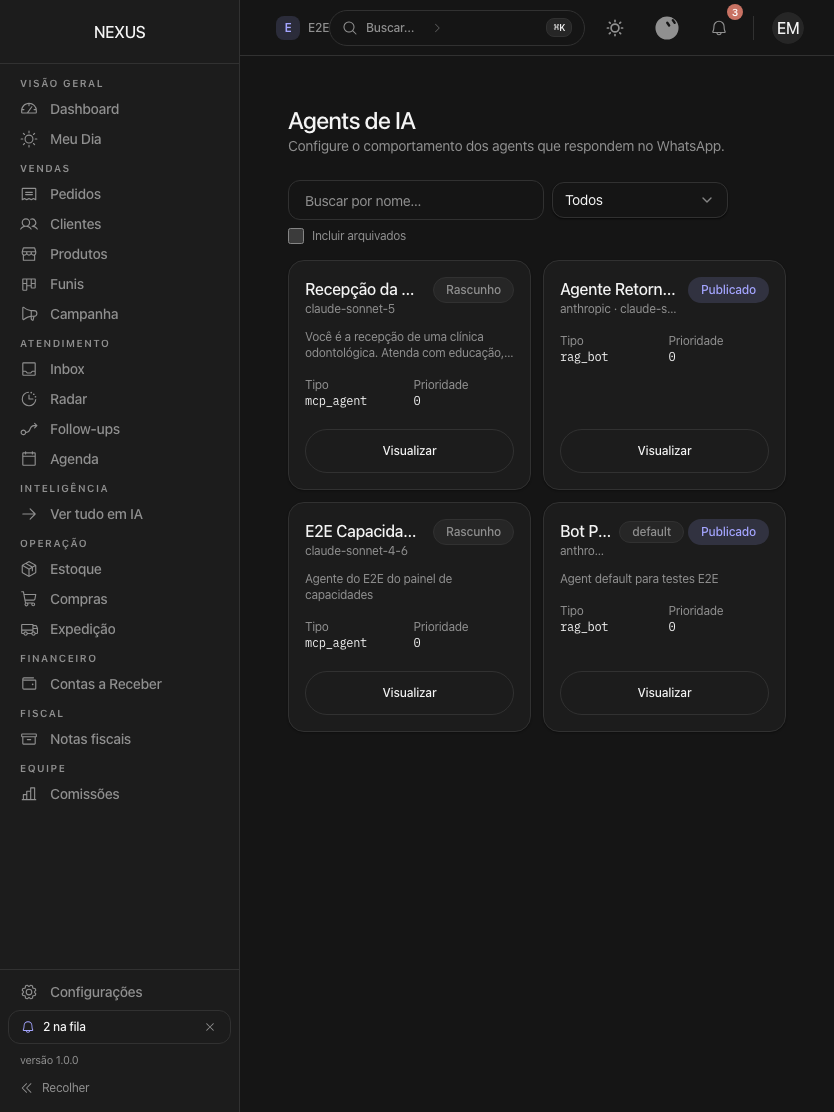 NEXUS
VISÃO GERAL
Dashboard
Meu Dia
VENDAS
Pedidos
Clientes
Produtos
Funis
Campanha
ATENDIMENTO
Inbox
Radar
Follow-ups
Agenda
INTELIGÊNCIA
Ver tudo em IA
OPERAÇÃO
Estoque
Compras
Expedição
FINANCEIRO
Contas a Receber
FISCAL
Notas fiscais
EQUIPE
Comissões
Configurações
2 na fila
versão 1.0.0
Recolher
E E2E Buscar... ⌘K 3 EM
Agents de IA
Configure o comportamento dos agents que respondem no WhatsApp.
Buscar por nome... Todos
Incluir arquivados
Recepção da ... Rascunho
claude-sonnet-5
Você é a recepção de uma clínica
odontológica. Atenda com educação,...
Tipo Prioridade
mcp_agent 0
Visualizar
Agente Retorn... Publicado
anthropic · claude-s...
Tipo Prioridade
rag_bot 0
Visualizar
E2E Capacida... Rascunho
claude-sonnet-4-6
Agente do E2E do painel de
capacidades
Tipo Prioridade
mcp_agent 0
Visualizar
Bot P... default Publicado
anthro...
Agent default para testes E2E
Tipo Prioridade
rag_bot 0
Visualizar